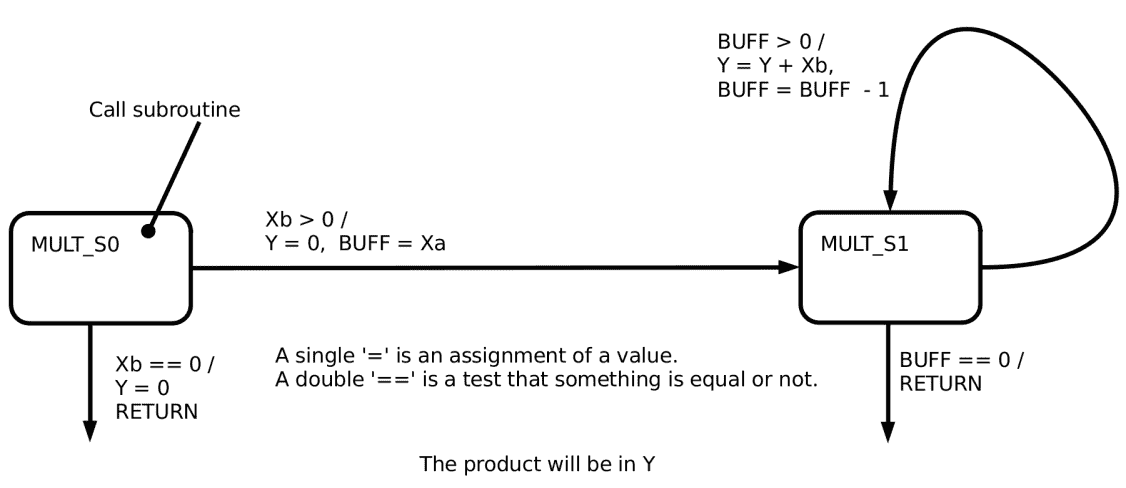 BUFF > 0 /
Y = Y + Xb,
BUFF = BUFF  - 1
Call subroutine
Xb > 0 /
Y = 0,  BUFF = Xa
MULT_S0
MULT_S1
Xb == 0 /
Y = 0
RETURN
A single '=' is an assignment of a value.
A double '==' is a test that something is equal or not.
BUFF == 0 /
RETURN
The product will be in Y